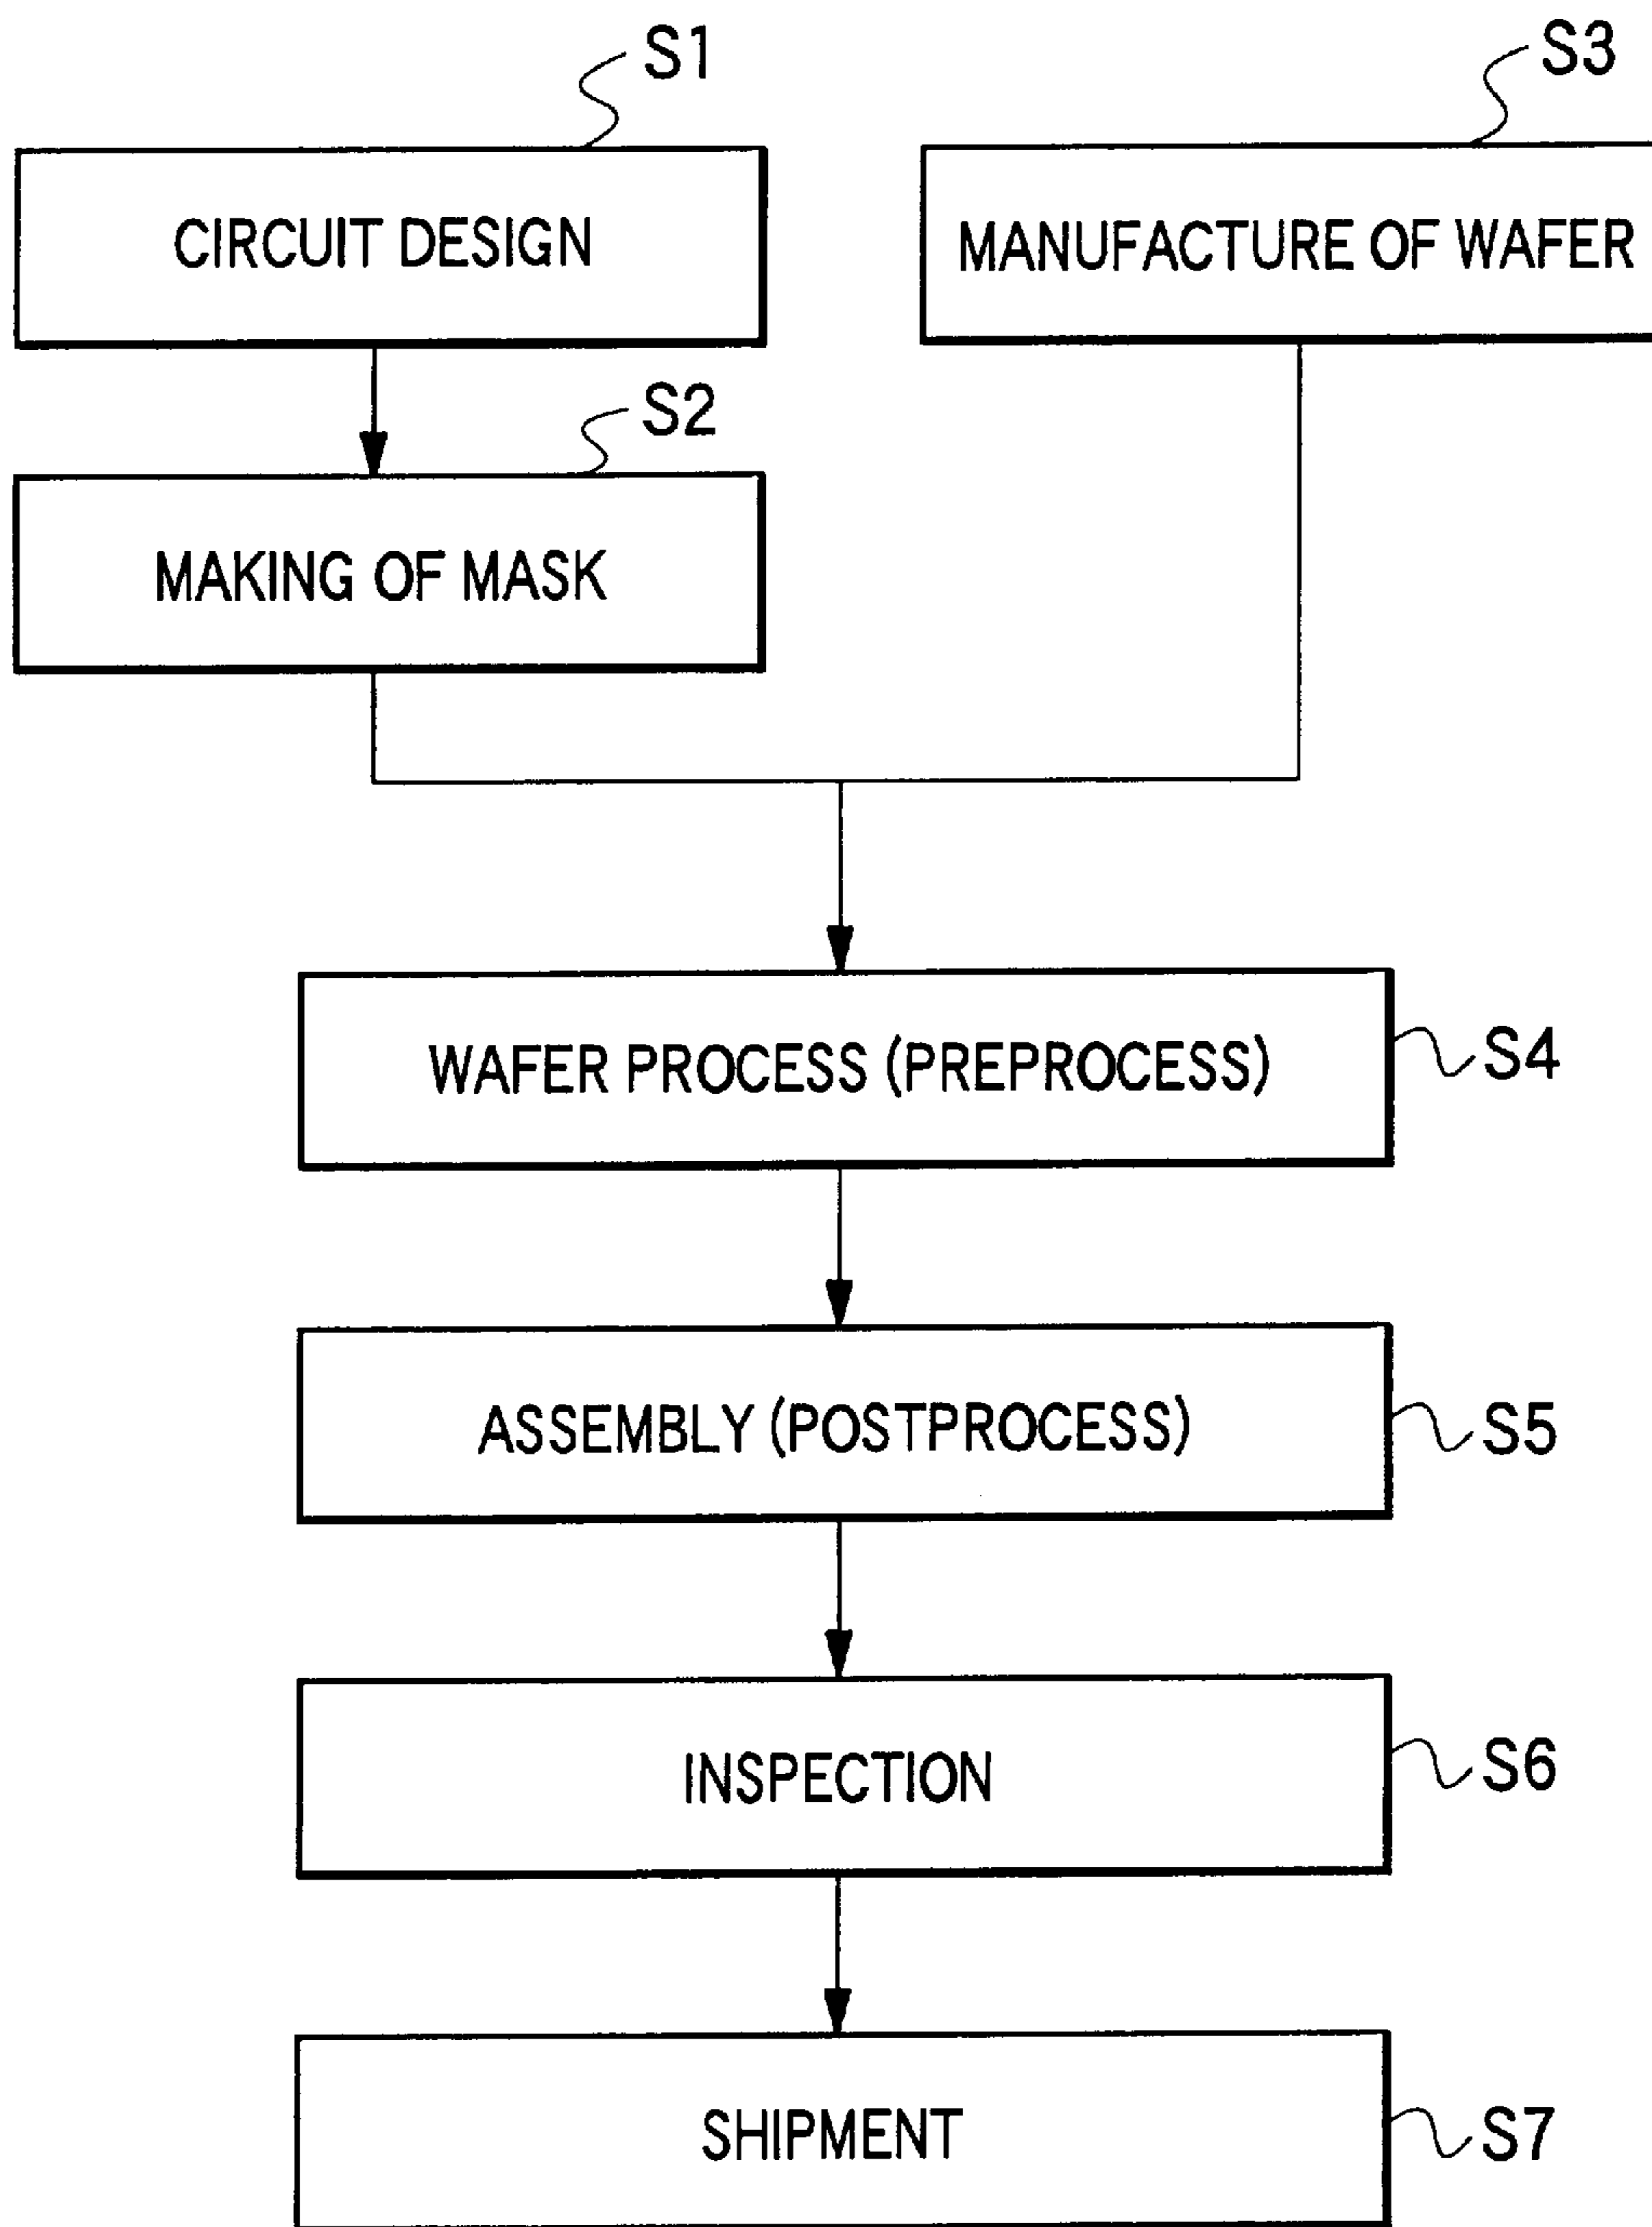 S1
S3
CIRCUIT DESIGN
MANUFACTURE OF WAFER
S2
MAKING OF MASK
WAFER PROCESS (PREPROCESS)
S4
ASSEMBLY (POSTPROCESS)
S5
INSPECTION
S6
SHIPMENT
S7